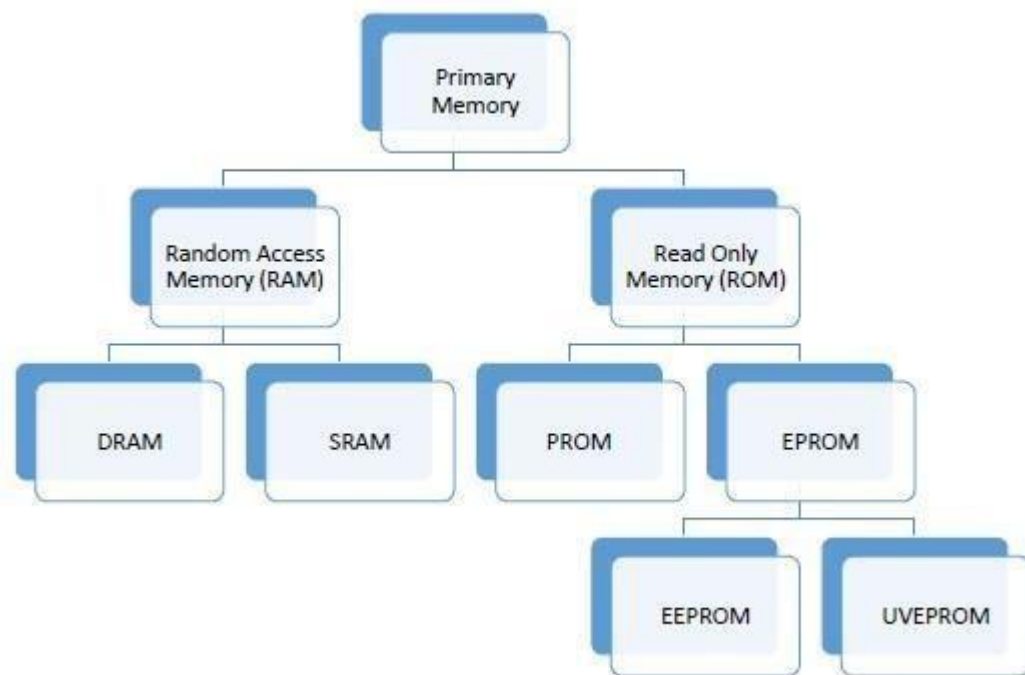 Primary
Memory
Random Access
Memory (RAM)
Read Only
Memory (ROM)
DRAM
SRAM
PROM
EPROM
EEPROM
UVEPROM